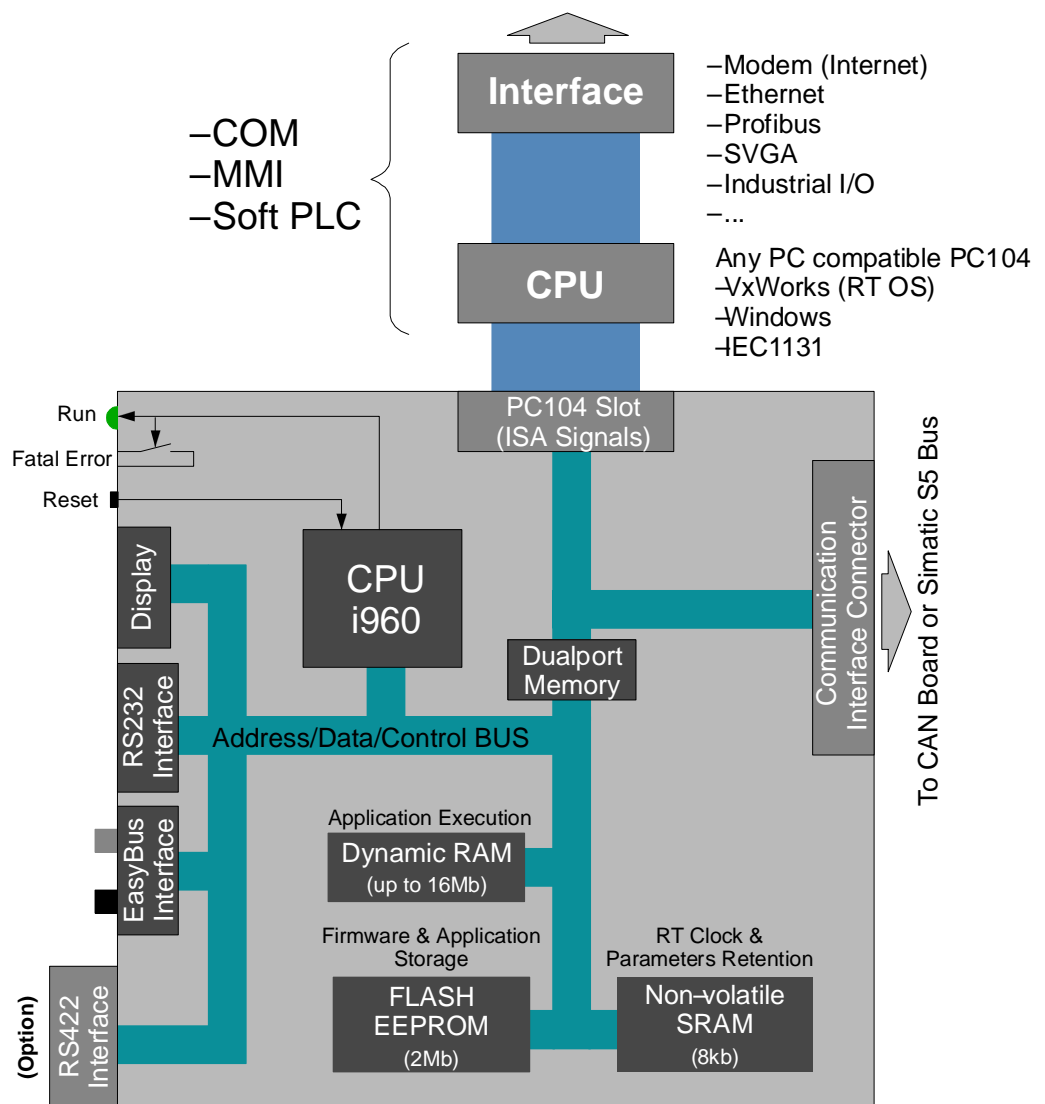 Interface
–Modem (Internet)
–Ethernet
–Profibus
–SVGA
–Industrial I/O
–...
–COM
–MMI
–Soft PLC
CPU
Any PC compatible PC104
–VxWorks (RT OS)
–Windows
–IEC1131
PC104 Slot
(ISA Signals)
Run
Fatal Error
Reset
CPU
i960
Display
Dualport
Memory
Communication
Interface Connector
To CAN Board or Simatic S5 Bus
RS232
Interface
Address/Data/Control BUS
EasyBus
Interface
Application Execution
Dynamic RAM
(up to 16Mb)
Firmware & Application
Storage
FLASH
EEPROM
(2Mb)
RT Clock &
Parameters Retention
Non–volatile
SRAM
(8kb)
(Option)
RS422
Interface